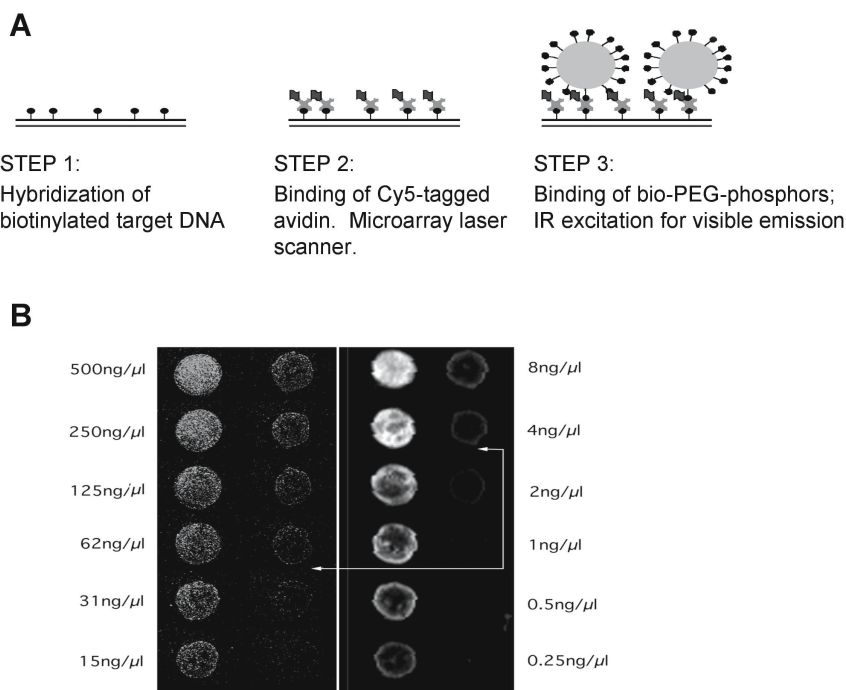 A
STEP 1:
Hybridization of
biotinylated target DNA
STEP 2:
Binding of Cy5-tagged
avidin. Microarray laser
scanner.
STEP 3:
Binding of bio-PEG-phosphors;
IR excitation for visible emission
B
500ng/µl
250ng/µl
125ng/µl
62ng/µl
31ng/µl
15ng/µl
8ng/µl
4ng/µl
2ng/µl
1ng/µl
0.5ng/µl
0.25ng/µl